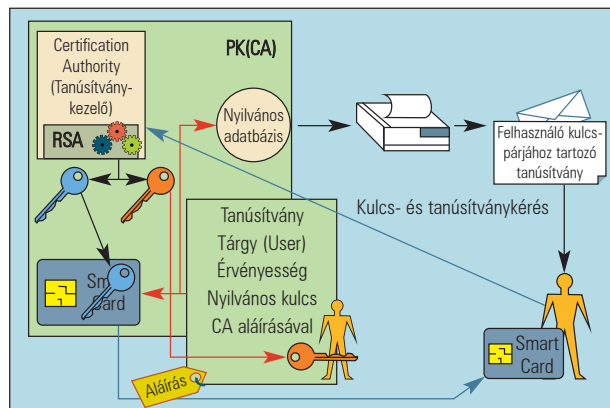 Certification
Authority
(Tanúsítvány-
kezelő)
RSA
PK(CA)
Nyilvános
adatbázis
Felhasználó kulcs-
párjához tartozó
tanúsítvány
Kulcs- és tanúsítványkérés
Tanúsítvány
Tárgy (User)
Érvényesség
Nyilvános kulcs
CA aláírásával
Smart
Card
Aláírás
Smart
Card